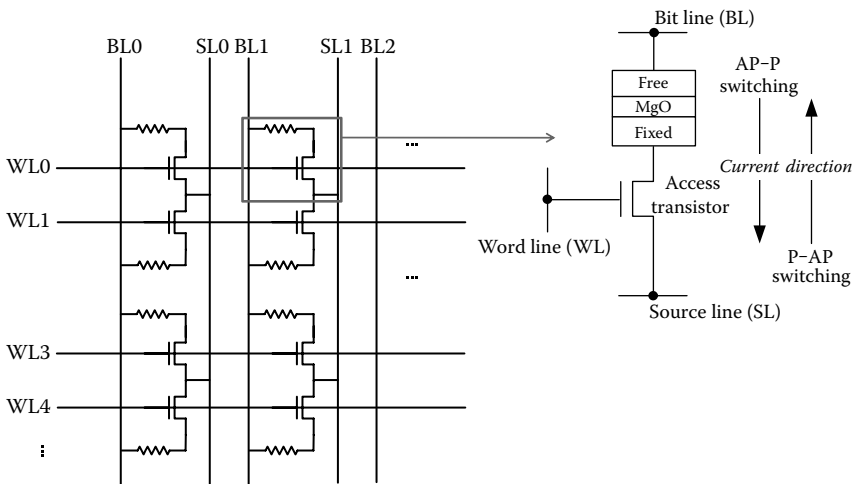 BL0 SL0 BL1 SL1 BL2
WL0
WL1
WL3
WL4
...
...
...
Bit line (BL)
Free
MgO
Fixed
AP–P
switching
Current direction
Access
transistor
Word line (WL)
P–AP
switching
Source line (SL)